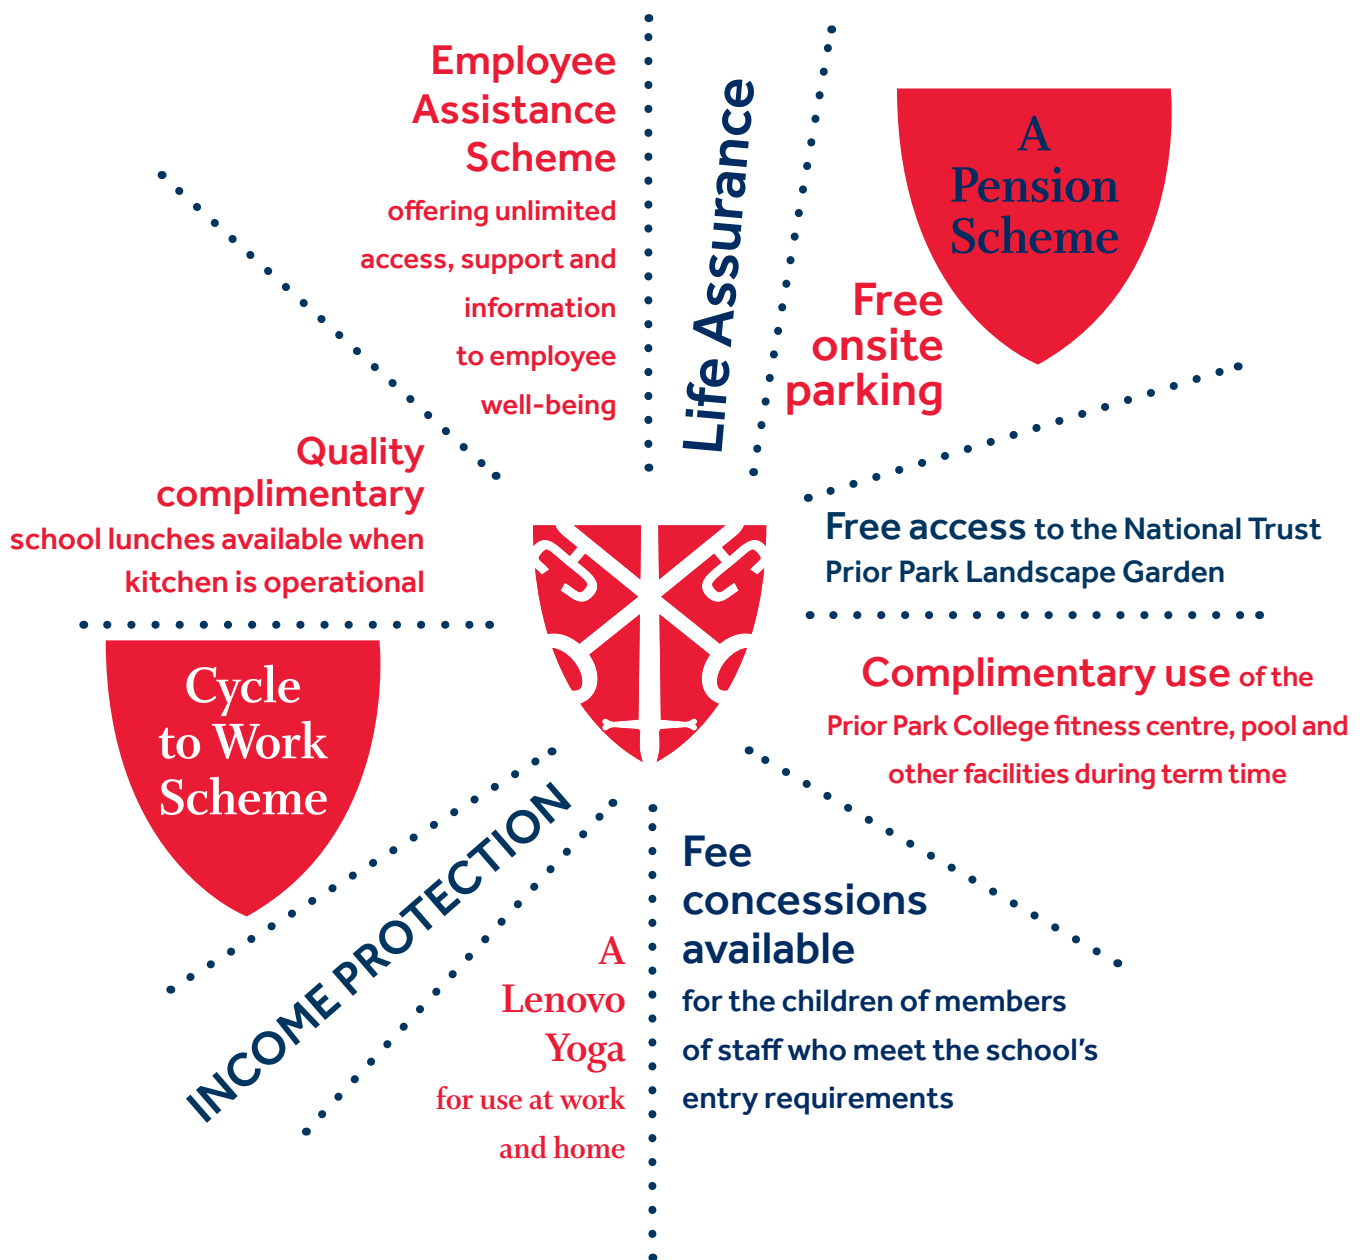 Employee
Assistance
Scheme
offering unlimited
access, support and
information
to employee
well-being
Life Assurance
A
Pension
Scheme
Free
onsite
parking
Free access to the National Trust
Prior Park Landscape Garden
Complimentary use of the
Prior Park College fitness centre, pool and
other facilities during term time
Fee
concessions
available
for the children of members
of staff who meet the school’s
entry requirements
A
Lenovo
Yoga
for use at work
and home
INCOME PROTECTION
Cycle
to Work
Scheme
Quality
complimentary
school lunches available when
kitchen is operational